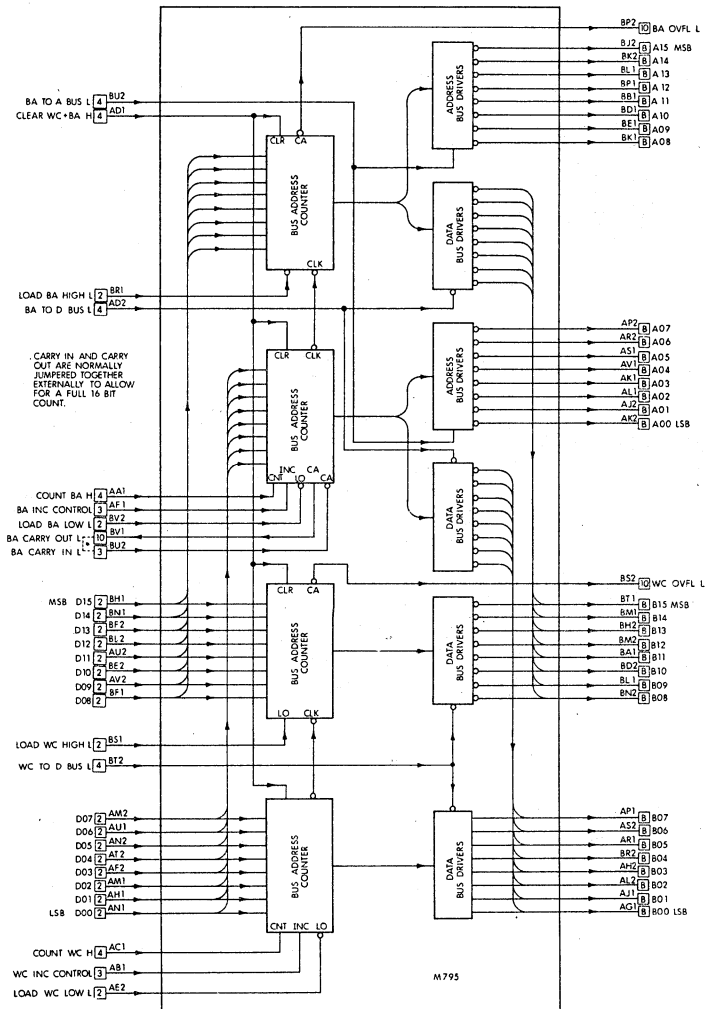 BP2 10 BA OVFL L
BJ2 B A15 MSB
BK2 B A14
BL1 B A13
BP1 B A12
BB1 B A11
BD1 B A10
BE1 B A09
BK1 B A08
ADDRESS BUS DRIVERS
BA TO A BUS L 4 BU2
CLEAR WC+BA H 4 AD1
CLR CA
BUS ADDRESS COUNTER
CLK
DATA BUS DRIVERS
LOAD BA HIGH L 2 BR1
BA TO D BUS L 4 AD2
CARRY IN AND CARRY
OUT ARE NORMALLY
JUMPERED TOGETHER
EXTERNALLY TO ALLOW
FOR A FULL 16 BIT
COUNT.
CLR CLK
BUS ADDRESS COUNTER
INC CA
CNT LO CA
ADDRESS BUS DRIVERS
AP2 B A07
AR2 B A06
AS1 B A05
AV1 B A04
AK1 B A03
AL1 B A02
AJ2 B A01
AK2 B A00 LSB
DATA BUS DRIVERS
COUNT BA H 4 AA1
BA INC CONTROL 3 AF1
LOAD BA LOW L 2 BV2
BA CARRY OUT L 10 BV1
BA CARRY IN L 3 BU2
BS2 10 WC OVFL L
MSB D15 2 BH1
D14 2 BN1
D13 2 BF2
D12 2 BL2
D11 2 AU2
D10 2 BE2
D09 2 AV2
D08 2 BF1
CLR CA
BUS ADDRESS COUNTER
LO CLK
DATA BUS DRIVERS
BT1 B B15 MSB
BM1 B B14
BH2 B B13
BM2 B B12
BA1 B B11
BD2 B B10
BL1 B B09
BN2 B B08
LOAD WC HIGH L 2 BS1
WC TO D BUS L 4 BT2
D07 2 AM2
D06 2 AU1
D05 2 AN2
D04 2 AT2
D03 2 AF2
D02 2 AM1
D01 2 AH1
LSB D00 2 AN1
BUS ADDRESS COUNTER
CNT INC LO
DATA BUS DRIVERS
AP1 B B07
AS2 B B06
AR1 B B05
BR2 B B04
AH2 B B03
AL2 B B02
AJ1 B B01
AG1 B B00 LSB
COUNT WC H 4 AC1
WC INC CONTROL 3 AB1
LOAD WC LOW L 2 AE2
M795